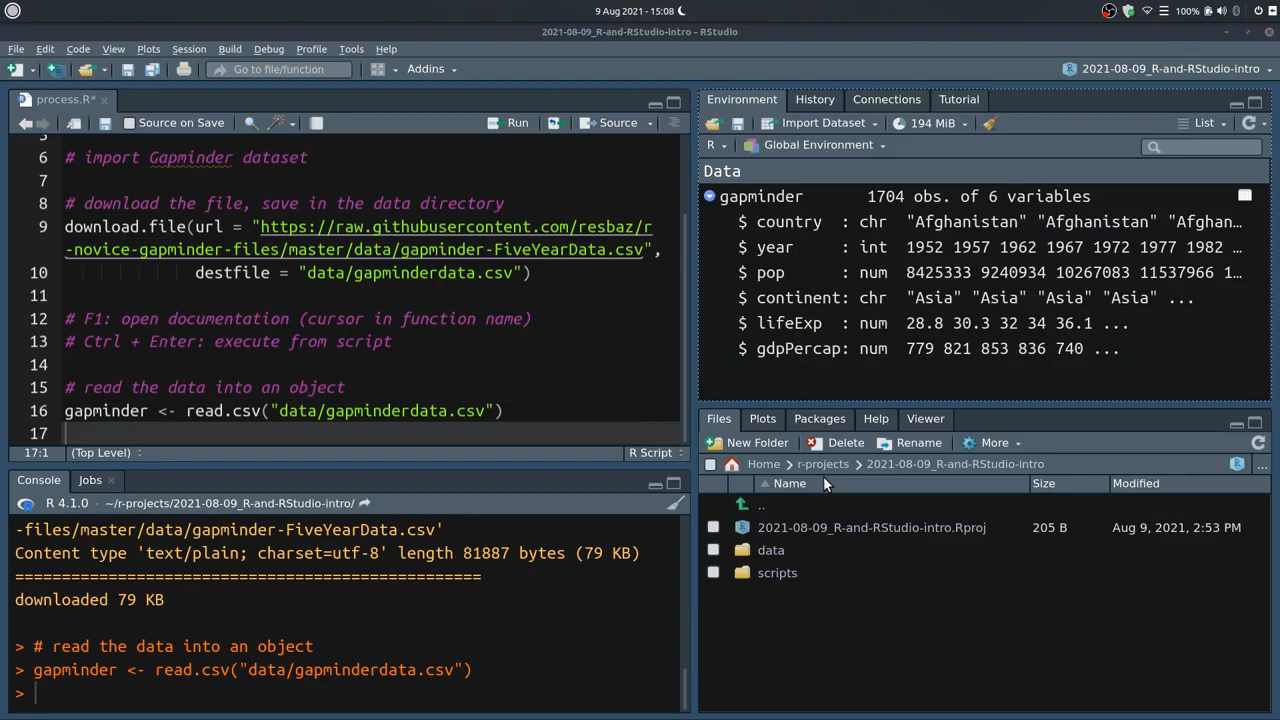 9 Aug 2021 - 15:08
100%
2021-08-09_R-and-RStudio-intro - RStudio
File Edit Code View Plots Session Build Debug Profile Tools Help
Go to file/function
Addins
2021-08-09_R-and-RStudio-intro
process.R*
Source on Save
Run
Source
5
6 # import Gapminder dataset
7
8 # download the file, save in the data directory
9 download.file(url = "https://raw.githubusercontent.com/resbaz/r
-novice-gapminder-files/master/data/gapminder-FiveYearData.csv",
10 destfile = "data/gapminderdata.csv")
11
12 # F1: open documentation (cursor in function name)
13 # Ctrl + Enter: execute from script
14
15 # read the data into an object
16 gapminder <- read.csv("data/gapminderdata.csv")
17
17:1 (Top Level) R Script
Console Jobs
R 4.1.0 · ~/r-projects/2021-08-09_R-and-RStudio-intro/
-files/master/data/gapminder-FiveYearData.csv'
Content type 'text/plain; charset=utf-8' length 81887 bytes (79 KB)
==================================================
downloaded 79 KB
> # read the data into an object
> gapminder <- read.csv("data/gapminderdata.csv")
>
Environment History Connections Tutorial
Import Dataset 194 MiB List
R Global Environment
Data
gapminder 1704 obs. of 6 variables
$ country : chr "Afghanistan" "Afghanistan" "Afghan…
$ year : int 1952 1957 1962 1967 1972 1977 1982 …
$ pop : num 8425333 9240934 10267083 11537966 1…
$ continent: chr "Asia" "Asia" "Asia" "Asia" ...
$ lifeExp : num 28.8 30.3 32 34 36.1 ...
$ gdpPercap: num 779 821 853 836 740 ...
Files Plots Packages Help Viewer
New Folder Delete Rename More
Home r-projects 2021-08-09_R-and-RStudio-intro ...
Name Size Modified
..
2021-08-09_R-and-RStudio-intro.Rproj 205 B Aug 9, 2021, 2:53 PM
data
scripts